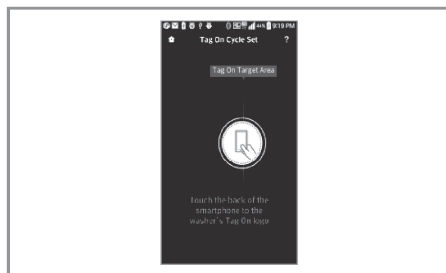 44% 9:19 PM
Tag On Cycle Set ?
Tag On Target Area
Touch the back of the
smartphone to the
washer's Tag On logo